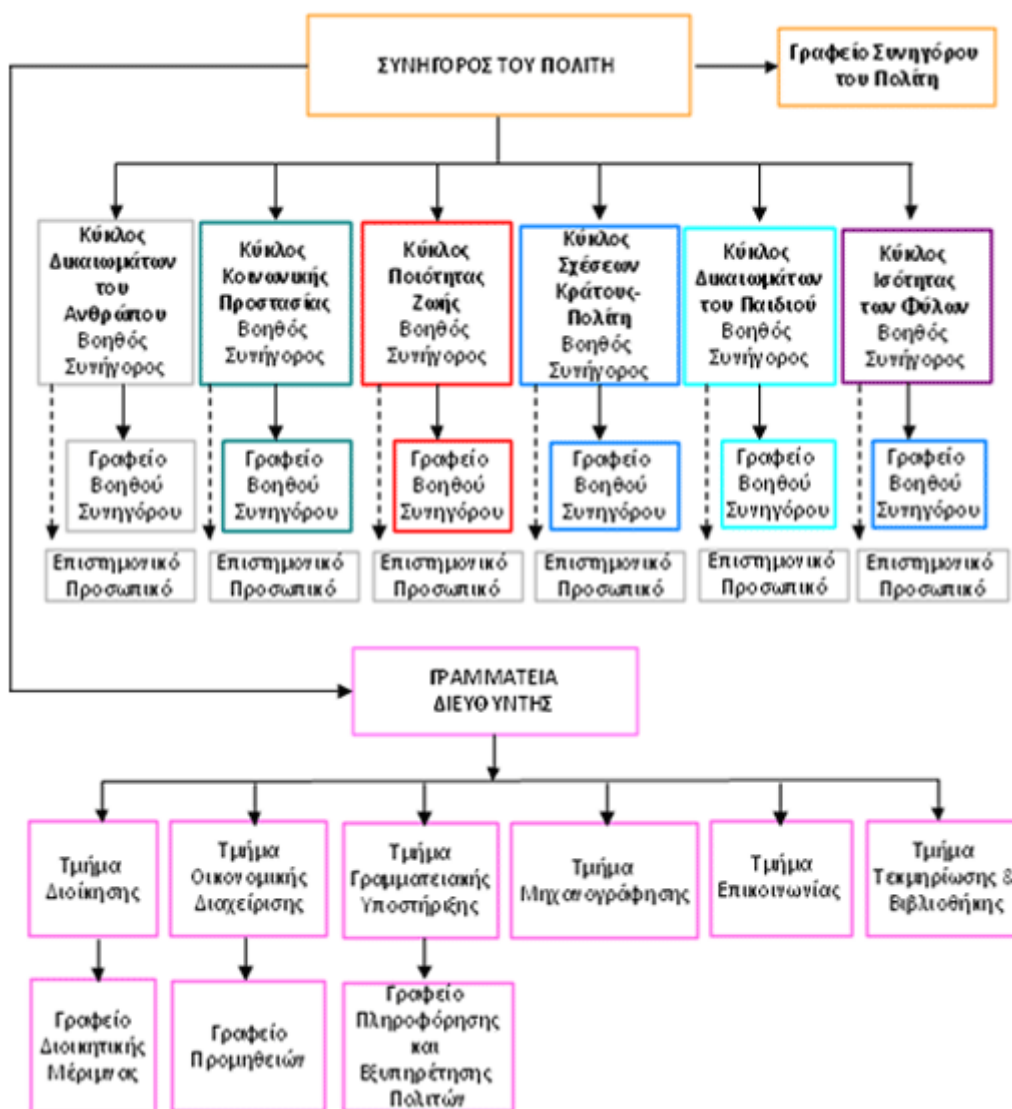 ΣΥΝΗΓΟΡΟΣ ΤΟΥ ΠΟΛΙΤΗ
Γραφείο Συνηγόρου
του Πολίτη
Κύκλος
Δικαιωμάτων
του
Ανθρώπου
Βοηθός
Συνήγορος
Κύκλος
Κοινωνικής
Προστασίας
Βοηθός
Συνήγορος
Κύκλος
Ποιότητας
Ζωής
Βοηθός
Συνήγορος
Κύκλος
Σχέσεων
Κράτους-
Πολίτη
Βοηθός
Συνήγορος
Κύκλος
Δικαιωμάτων
του Παιδιού
Βοηθός
Συνήγορος
Κύκλος
Ισότητας
των Φύλων
Βοηθός
Συνήγορος
Γραφείο
Βοηθού
Συνηγόρου
Γραφείο
Βοηθού
Συνηγόρου
Γραφείο
Βοηθού
Συνηγόρου
Γραφείο
Βοηθού
Συνηγόρου
Γραφείο
Βοηθού
Συνηγόρου
Γραφείο
Βοηθού
Συνηγόρου
Επιστημονικό
Προσωπικό
Επιστημονικό
Προσωπικό
Επιστημονικό
Προσωπικό
Επιστημονικό
Προσωπικό
Επιστημονικό
Προσωπικό
Επιστημονικό
Προσωπικό
ΓΡΑΜΜΑΤΕΙΑ
ΔΙΕΥΘΥΝΤΗΣ
Τμήμα
Διοίκησης
Τμήμα
Οικονομικής
Διαχείρισης
Τμήμα
Γραμματειακής
Υποστήριξης
Τμήμα
Μηχανογράφησης
Τμήμα
Επικοινωνίας
Τμήμα
Τεκμηρίωσης &
Βιβλιοθήκης
Γραφείο
Διοικητικής
Μέριμνας
Γραφείο
Προμηθειών
Γραφείο
Πληροφόρησης
και
Εξυπηρέτησης
Πολιτών